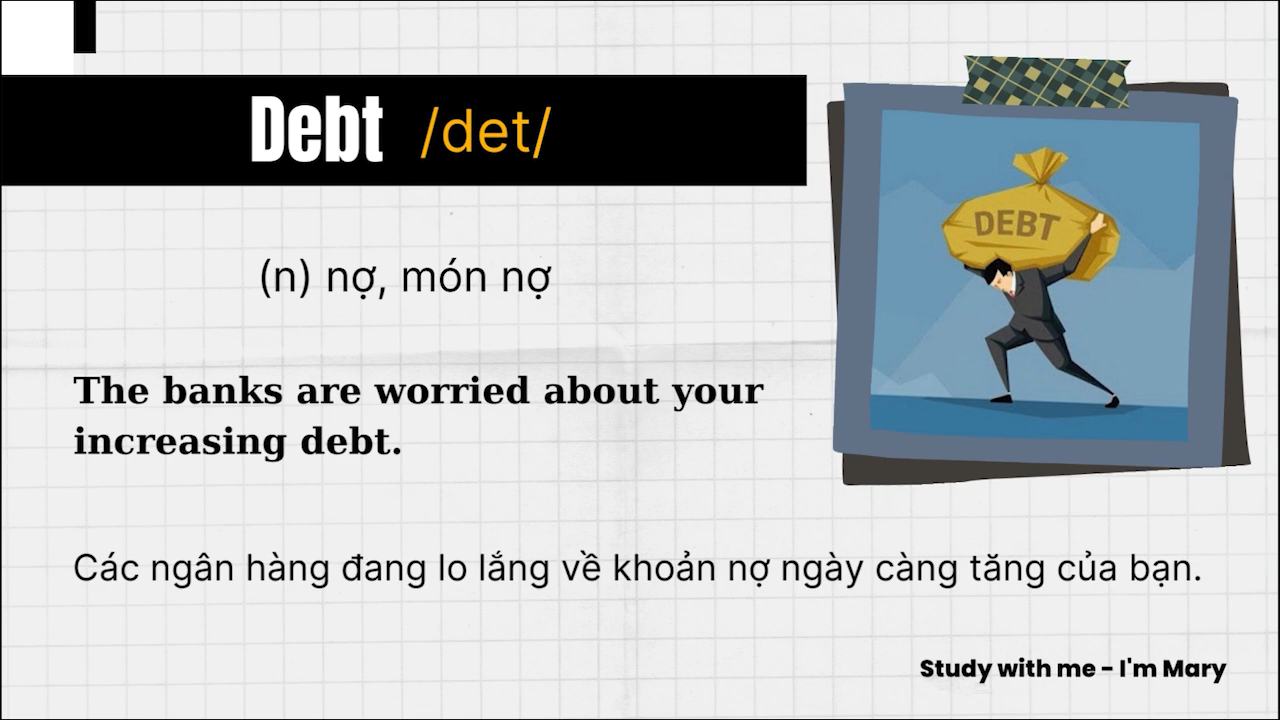 Debt /det/
DEBT
(n) nợ, món nợ
The banks are worried about your
increasing debt.
Các ngân hàng đang lo lắng về khoản nợ ngày càng tăng của bạn.
Study with me - I'm Mary